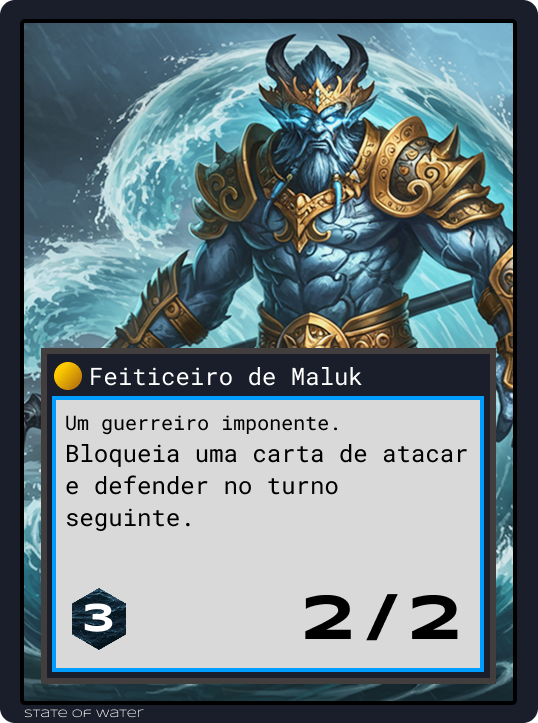 Feiticeiro de Maluk
Um guerreiro imponente.
Bloqueia uma carta de atacar
e defender no turno
seguinte.
3
2/2
STATE OF WATER